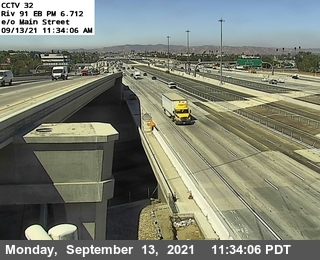 CCTV 32
Riv 91 EB PM 6.712
e/o Main Street
09/13/21 11:34:06 AM
Monday, September 13, 2021 11:34:06 PDT